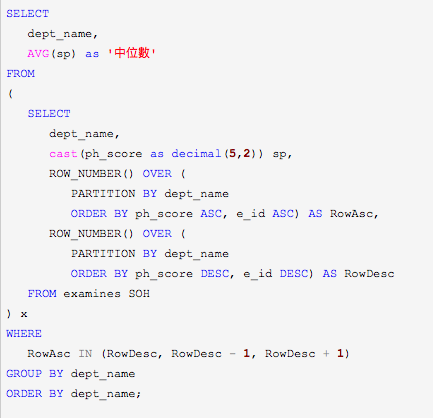 SELECT
dept_name,
AVG(sp) as '中位數'
FROM
(
SELECT
dept_name,
cast(ph_score as decimal(5,2)) sp,
ROW_NUMBER() OVER (
PARTITION BY dept_name
ORDER BY ph_score ASC, e_id ASC) AS RowAsc,
ROW_NUMBER() OVER (
PARTITION BY dept_name
ORDER BY ph_score DESC, e_id DESC) AS RowDesc
FROM examines SOH
) x
WHERE
RowAsc IN (RowDesc, RowDesc - 1, RowDesc + 1)
GROUP BY dept_name
ORDER BY dept_name;